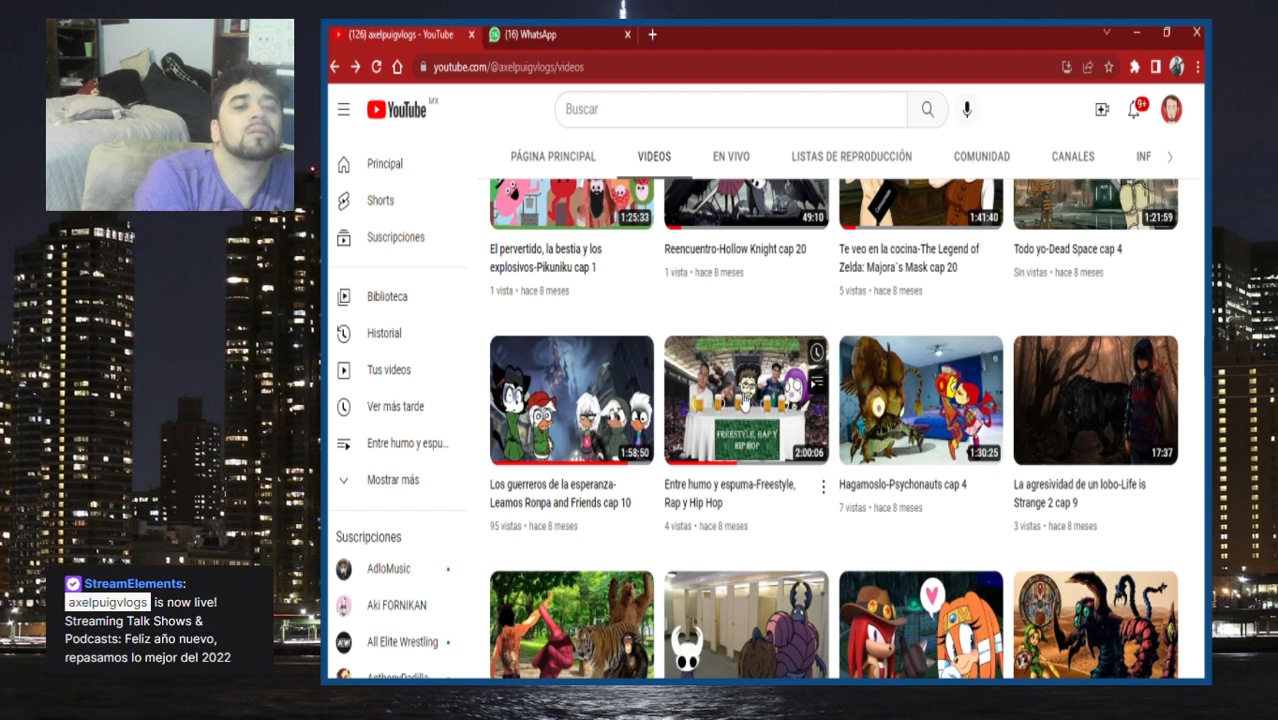 (126) axelpuigvlogs - YouTube
(16) WhatsApp
youtube.com/@axelpuigvlogs/videos
YouTube MX
Buscar
9+
Principal
Shorts
Suscripciones
Biblioteca
Historial
Tus videos
Ver más tarde
Entre humo y espu...
Mostrar más
Suscripciones
AdloMusic
Aki FORNIKAN
All Elite Wrestling
AnthonyPadilla
PÁGINA PRINCIPAL
VIDEOS
EN VIVO
LISTAS DE REPRODUCCIÓN
COMUNIDAD
CANALES
INF
1:25:33
49:10
1:41:40
1:21:59
El pervertido, la bestia y los
explosivos-Pikuniku cap 1
1 vista • hace 8 meses
Reencuentro-Hollow Knight cap 20
1 vista • hace 8 meses
Te veo en la cocina-The Legend of
Zelda: Majora´s Mask cap 20
5 vistas • hace 8 meses
Todo yo-Dead Space cap 4
Sin vistas • hace 8 meses
1:58:50
FREESTYLE, RAP Y
HIP HOP
2:00:06
1:30:25
17:37
Los guerreros de la esperanza-
Leamos Ronpa and Friends cap 10
95 vistas • hace 8 meses
Entre humo y espuma-Freestyle,
Rap y Hip Hop
4 vistas • hace 8 meses
Hagamoslo-Psychonauts cap 4
7 vistas • hace 8 meses
La agresividad de un lobo-Life is
Strange 2 cap 9
3 vistas • hace 8 meses
StreamElements:
axelpuigvlogs is now live!
Streaming Talk Shows &
Podcasts: Feliz año nuevo,
repasamos lo mejor del 2022